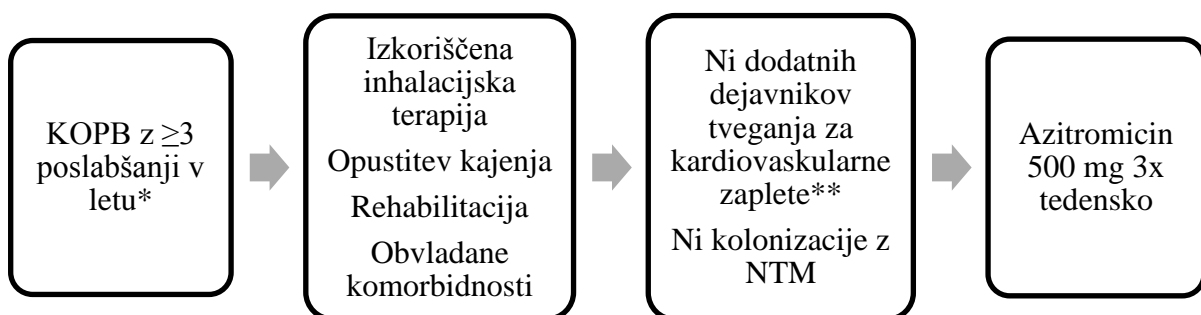 KOPB z ≥3
poslabšanji v
letu*
Izkoriščena
inhalacijska
terapija
Opustitev kajenja
Rehabilitacija
Obvladane
komorbidnosti
Ni dodatnih
dejavnikov
tveganja za
kardiovaskularne
zaplete**
Ni kolonizacije z
NTM
Azitromicin
500 mg 3x
tedensko